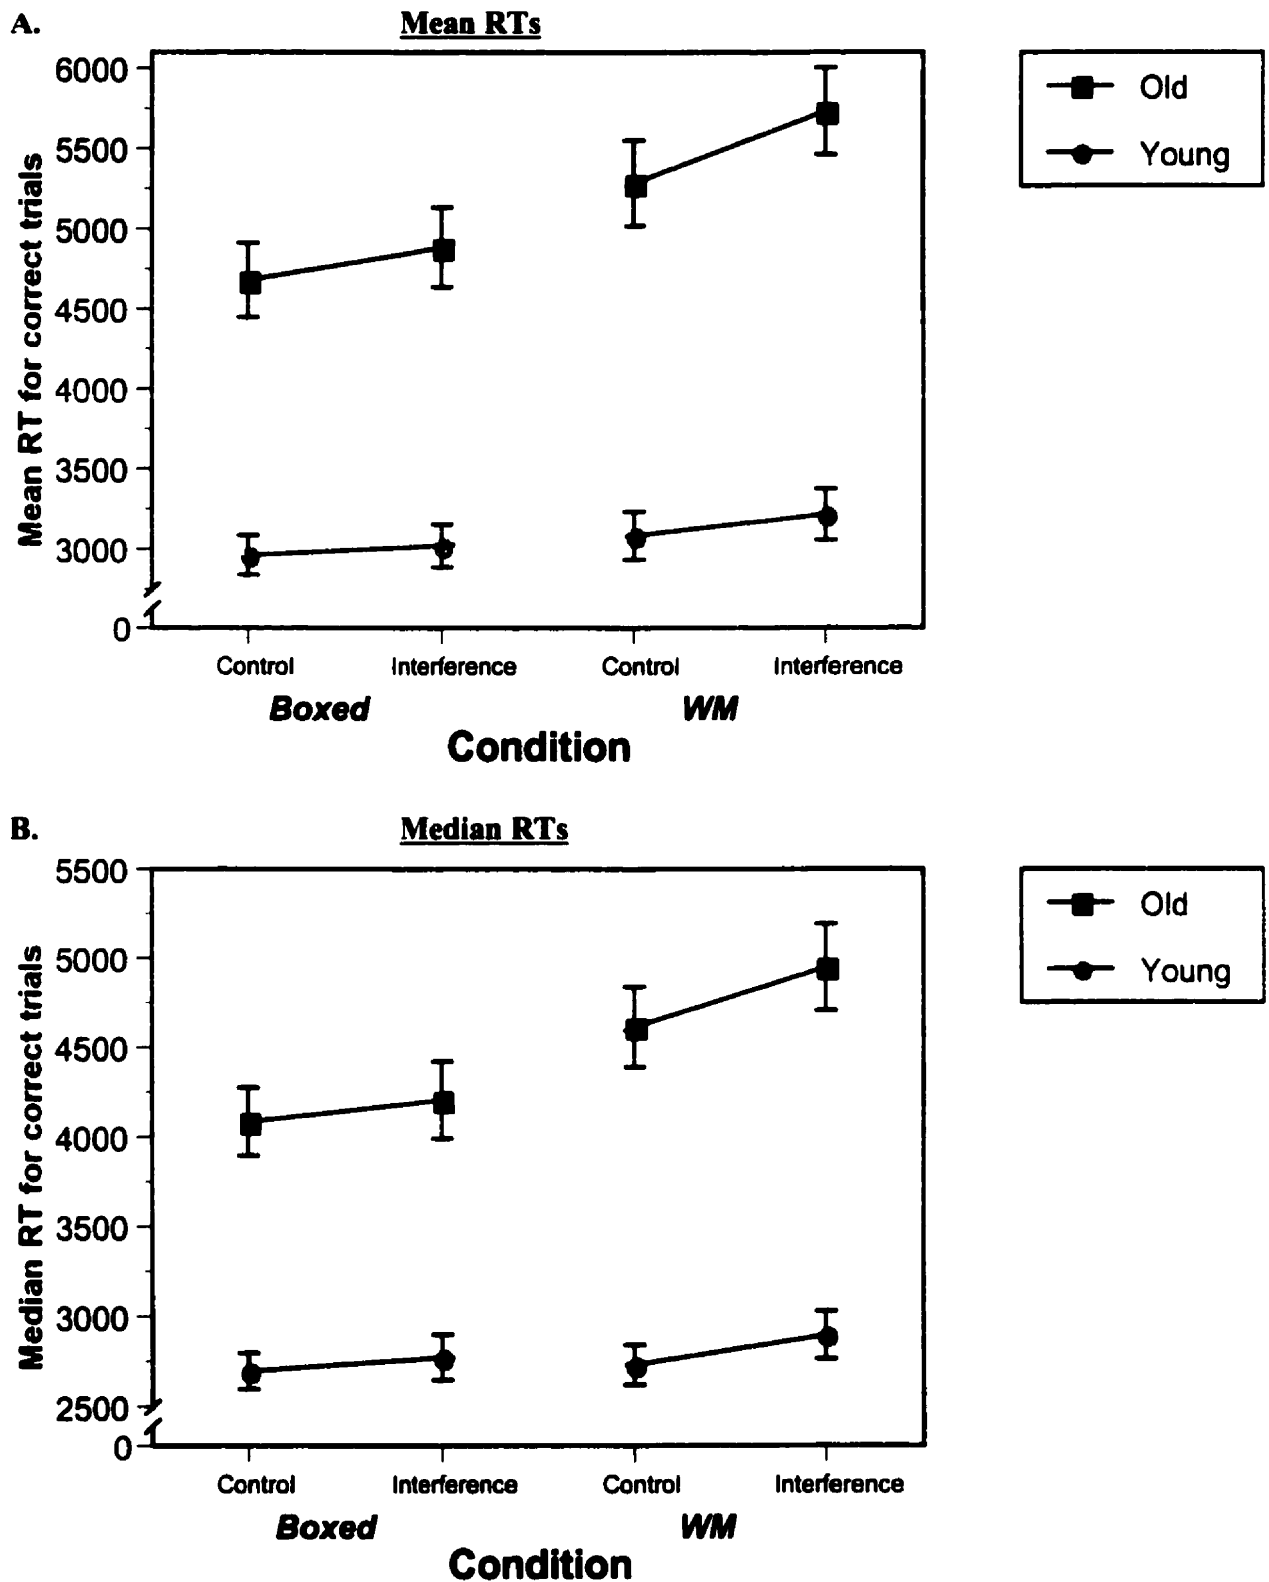 A.
Mean RTs
Mean RT for correct trials
6000
5500
5000
4500
4000
3500
3000
0
Old
Young
Control Interference Control Interference
Boxed WM
Condition
B.
Median RTs
Median RT for correct trials
5500
5000
4500
4000
3500
3000
2500
0
Old
Young
Control Interference Control Interference
Boxed WM
Condition